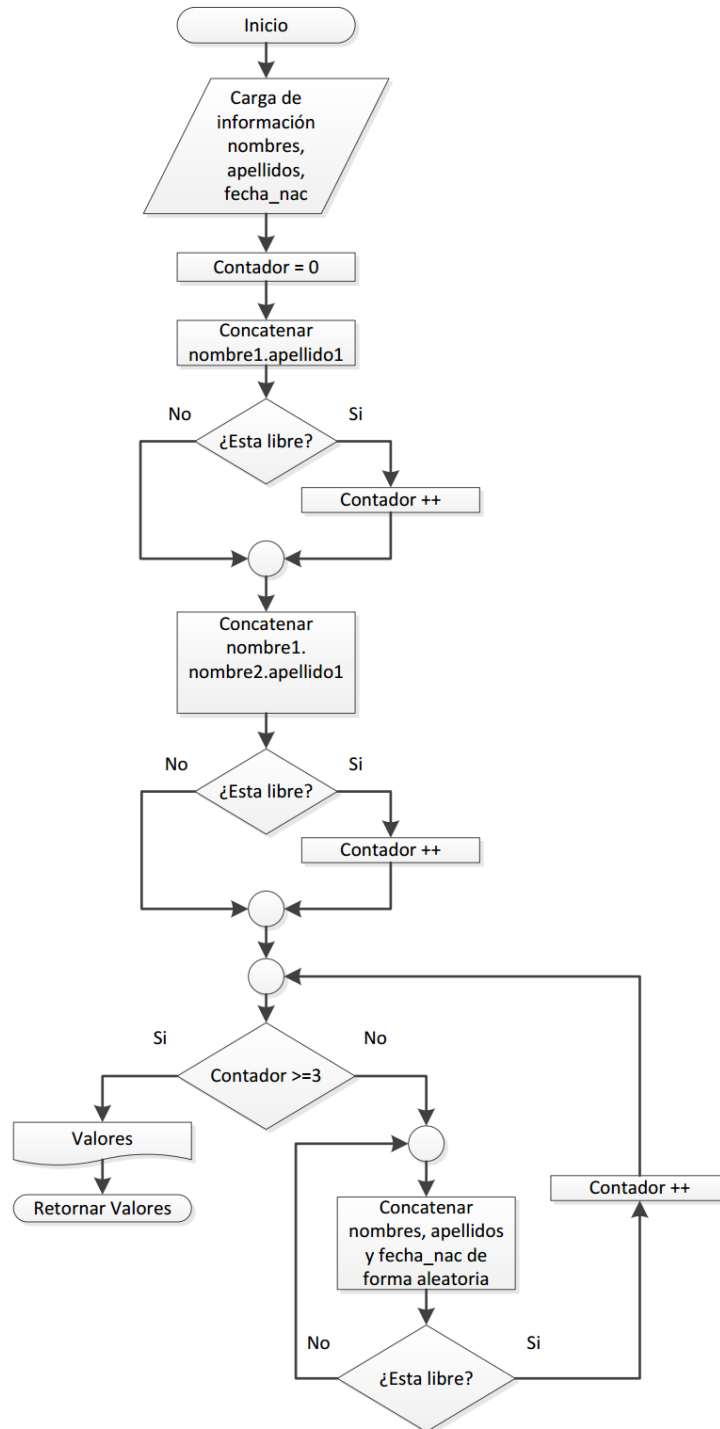 Inicio
Carga de
información
nombres,
apellidos,
fecha_nac
Contador = 0
Concatenar
nombre1.apellido1
No
Si
¿Esta libre?
Contador ++
Concatenar
nombre1.
nombre2.apellido1
No
Si
¿Esta libre?
Contador ++
Si
No
Contador >=3
Valores
Retornar Valores
Concatenar
nombres, apellidos
y fecha_nac de
forma aleatoria
Contador ++
No
Si
¿Esta libre?